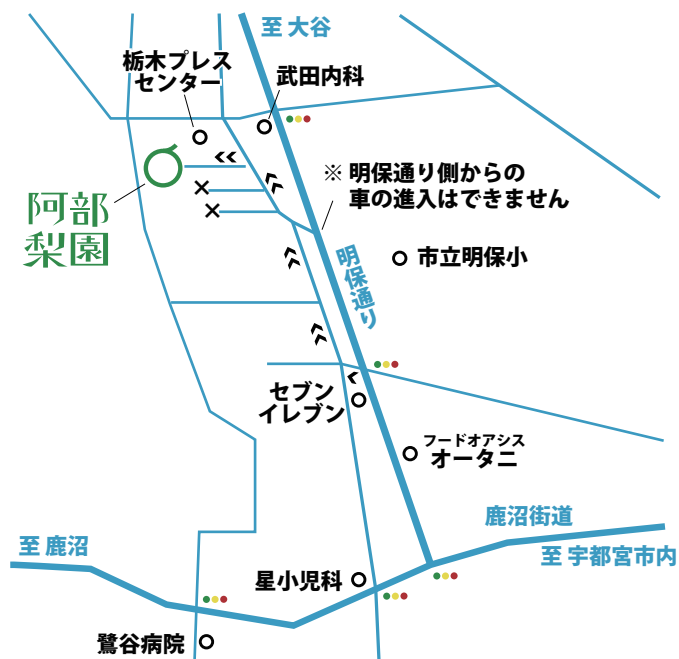 至 大谷
栃木プレス
センター
武田内科
※ 明保通り側からの
車の進入はできません
阿部
梨園
市立明保小
明保通り
セブン
イレブン
フードオアシス
オータニ
鹿沼街道
至 鹿沼
至 宇都宮市内
星小児科
鷲谷病院